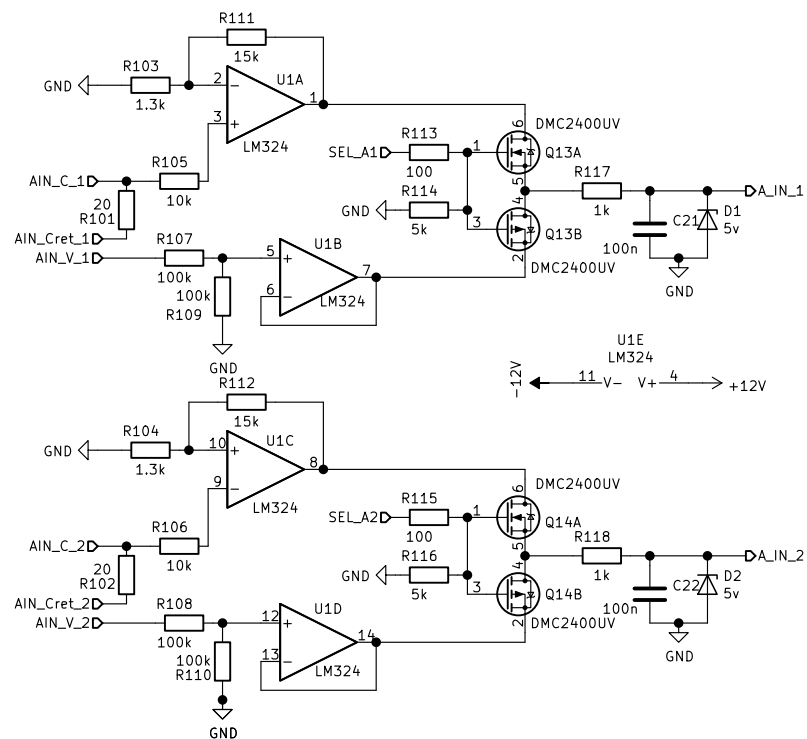 R111
15k
R103
GND
1.3k
2
−
U1A
1
3
+
LM324
DMC2400UV
6
Q13A
5
SEL_A1
R113
100
1
R114
GND
5k
3
4
Q13B
2
DMC2400UV
R117
1k
A_IN_1
C21
100n
D1
5v
GND
AIN_C_1
R105
10k
20
R101
AIN_Cret_1
AIN_V_1
R107
100k
100k
R109
GND
5
+
U1B
7
6
−
LM324
U1E
LM324
-12V
11
V-
V+
4
+12V
R112
15k
R104
GND
1.3k
10
+
U1C
8
9
−
LM324
DMC2400UV
6
Q14A
5
SEL_A2
R115
100
1
R116
GND
5k
3
4
Q14B
2
DMC2400UV
R118
1k
A_IN_2
C22
100n
D2
5v
GND
AIN_C_2
R106
10k
20
R102
AIN_Cret_2
AIN_V_2
R108
100k
100k
R110
GND
12
+
U1D
14
13
−
LM324